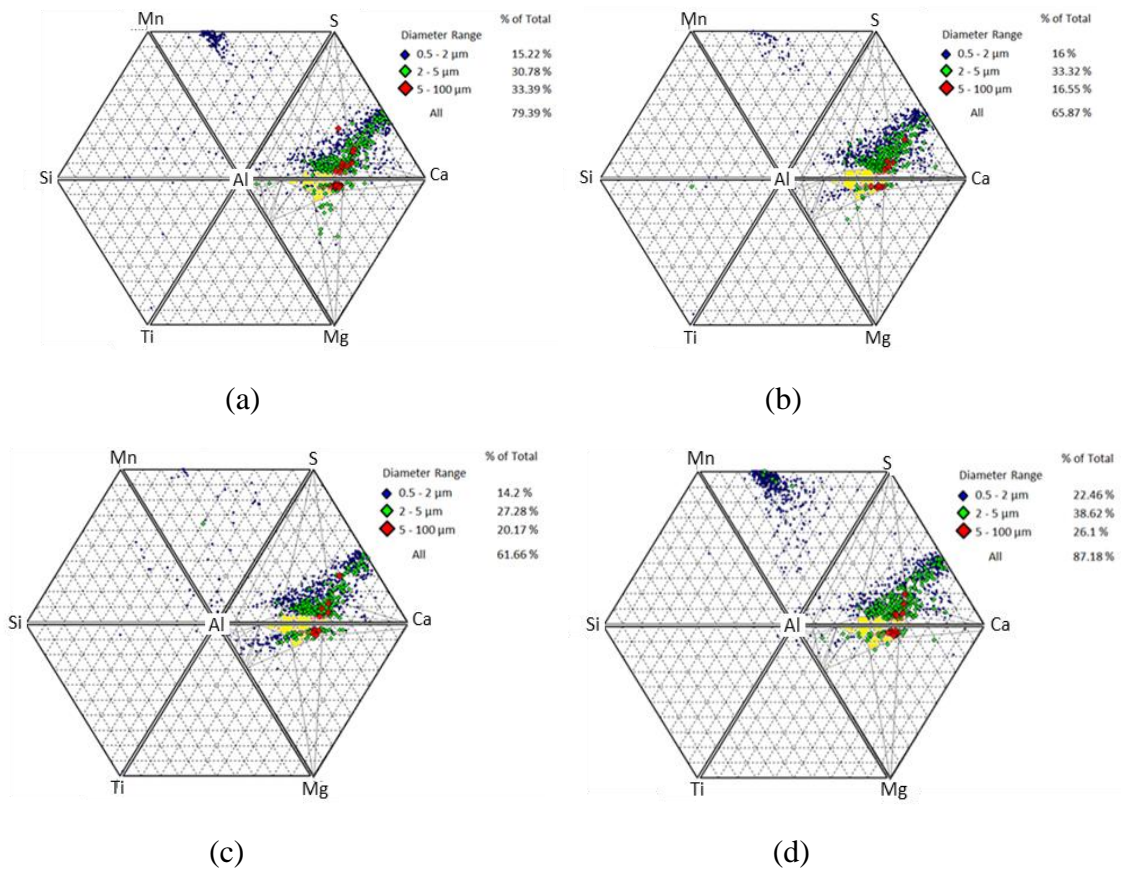 Mn
S
% of Total
Diameter Range
0.5 - 2 µm 15.22 %
2 - 5 µm 30.78 %
5 - 100 µm 33.39 %
All 79.39 %
Si
Al
Ca
Ti
Mg
(a)
Mn
S
% of Total
Diameter Range
0.5 - 2 µm 16 %
2 - 5 µm 33.32 %
5 - 100 µm 16.55 %
All 65.87 %
Si
Al
Ca
Ti
Mg
(b)
Mn
S
% of Total
Diameter Range
0.5 - 2 µm 14.2 %
2 - 5 µm 27.28 %
5 - 100 µm 20.17 %
All 61.66 %
Si
Al
Ca
Ti
Mg
(c)
Mn
S
% of Total
Diameter Range
0.5 - 2 µm 22.46 %
2 - 5 µm 38.62 %
5 - 100 µm 26.1 %
All 87.18 %
Si
Al
Ca
Ti
Mg
(d)